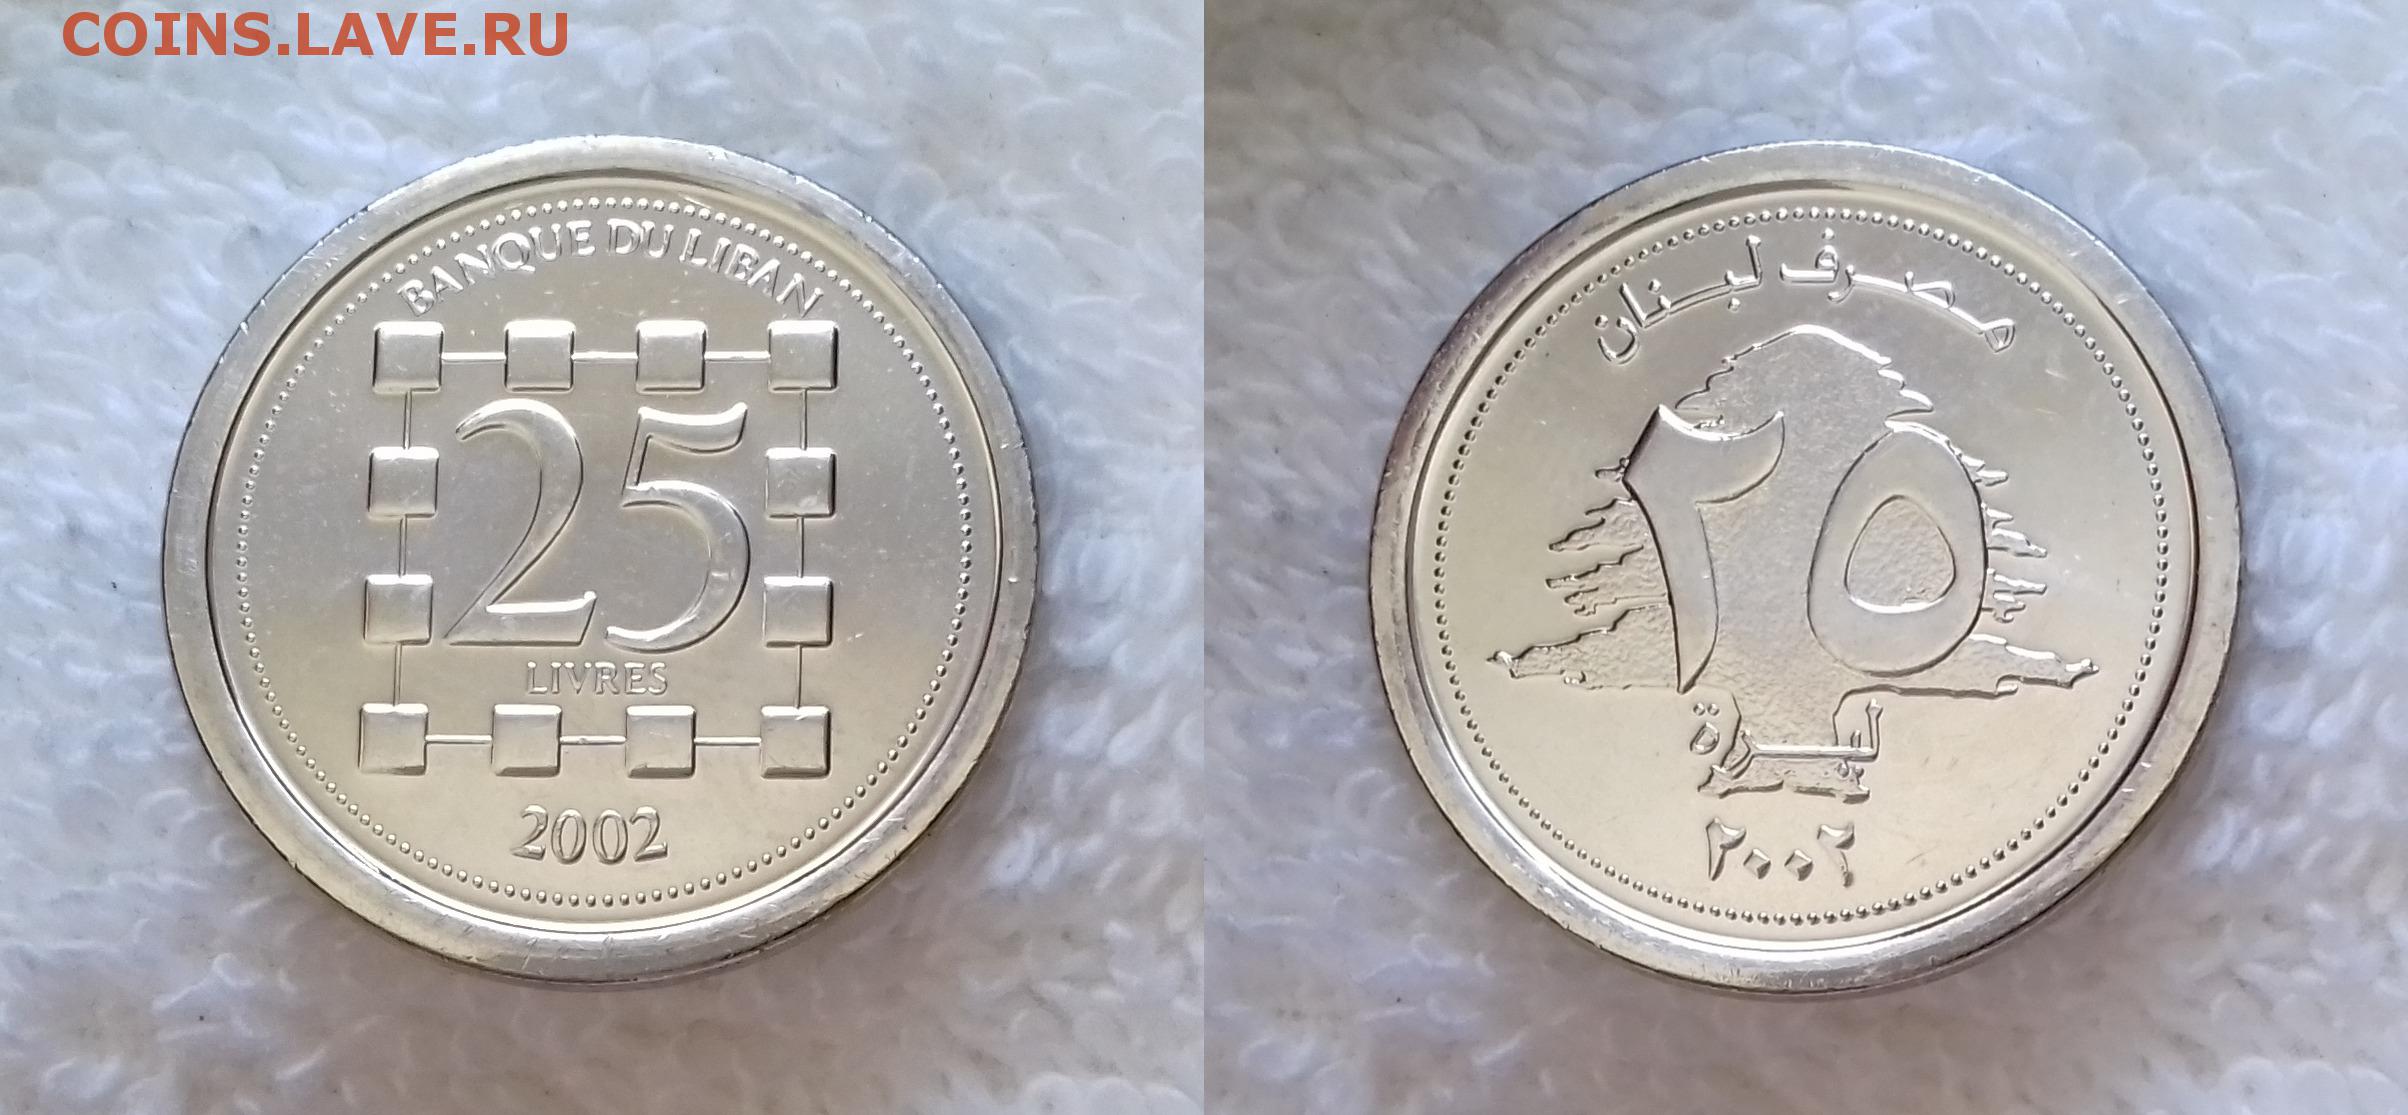 COINS.LAVE.RU
BANQUE DU LIBAN
25
LIVRES
2002
مصرف لبنان
٢٥
ليرة
٢٠٠٢